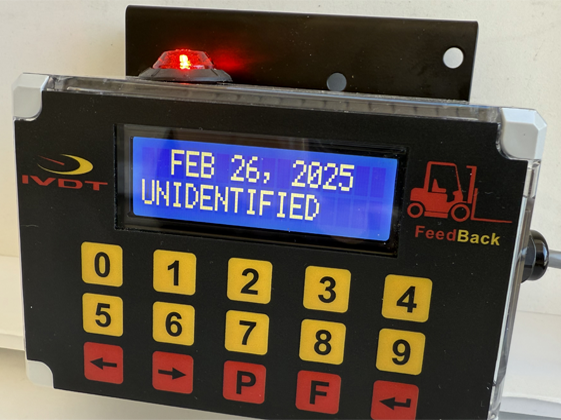 FEB 26, 2025
UNIDENTIFIED
IVDT
FeedBack
0 1 2 3 4
5 6 7 8 9
← → P F ↵